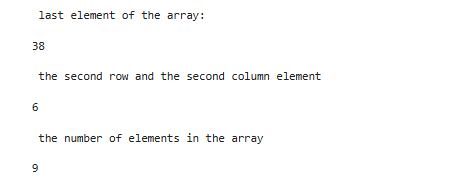 last element of the array:
38
the second row and the second column element
6
the number of elements in the array
9